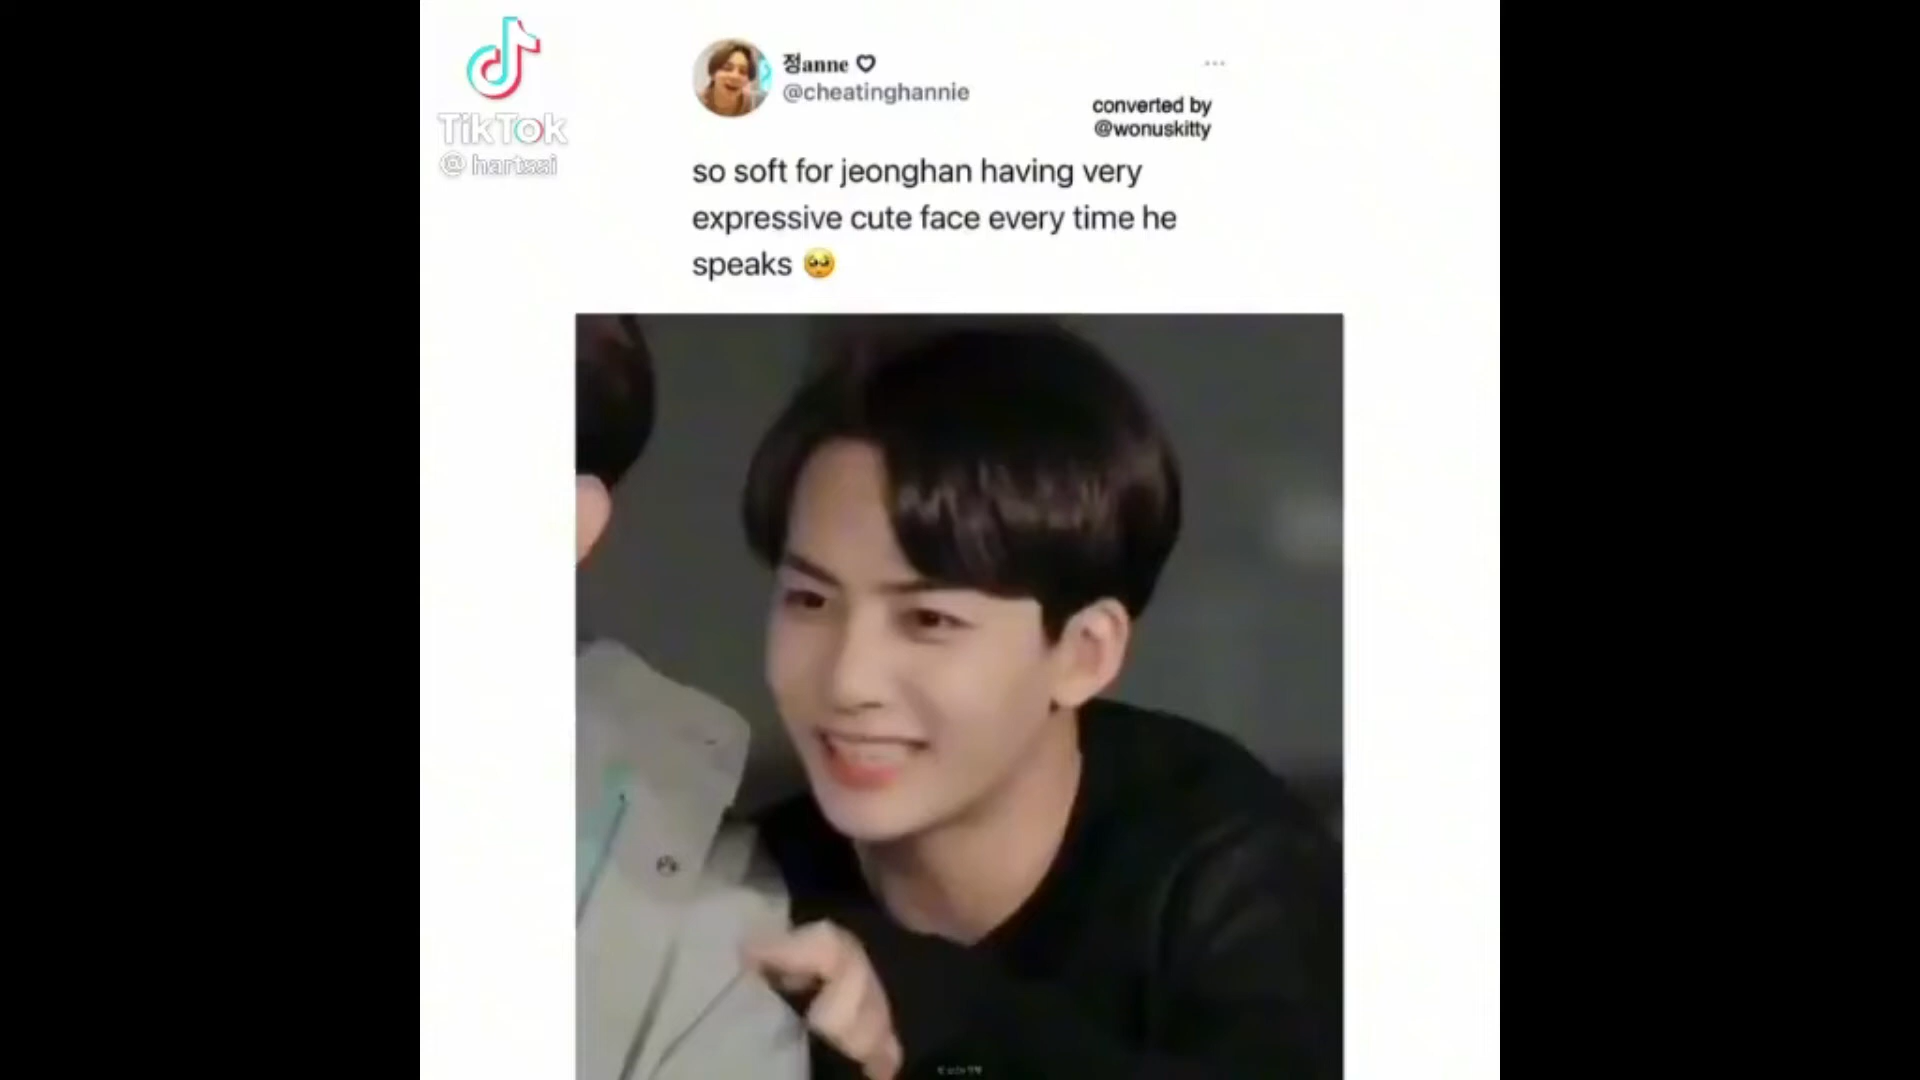 TikTok
@ hartssi
정anne ♡
@cheatinghannie
converted by
@wonuskitty
so soft for jeonghan having very
expressive cute face every time he
speaks 🥺